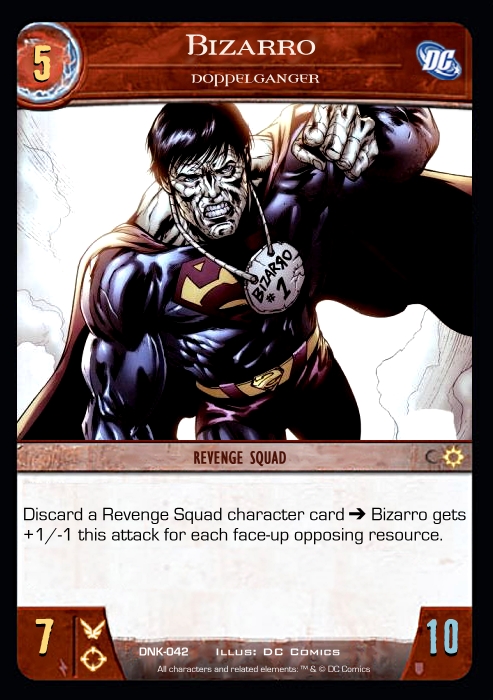 5
BIZARRO
DOPPELGANGER
DC
BIZARRO
# 1
REVENGE SQUAD
Discard a Revenge Squad character card ➔ Bizarro gets
+1/-1 this attack for each face-up opposing resource.
7
DNK-042 ILLUS: DC COMICS
10
All characters and related elements: ™ & © DC Comics